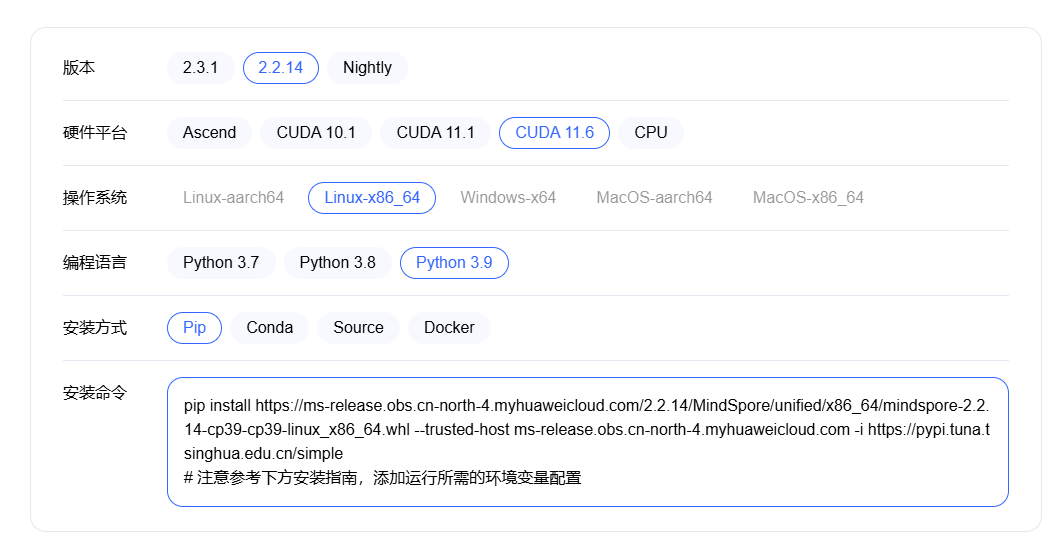 版本 2.3.1 2.2.14 Nightly
硬件平台 Ascend CUDA 10.1 CUDA 11.1 CUDA 11.6 CPU
操作系统 Linux-aarch64 Linux-x86_64 Windows-x64 MacOS-aarch64 MacOS-x86_64
编程语言 Python 3.7 Python 3.8 Python 3.9
安装方式 Pip Conda Source Docker
安装命令 pip install https://ms-release.obs.cn-north-4.myhuaweicloud.com/2.2.14/MindSpore/unified/x86_64/mindspore-2.2.
14-cp39-cp39-linux_x86_64.whl --trusted-host ms-release.obs.cn-north-4.myhuaweicloud.com -i https://pypi.tuna.t
singhua.edu.cn/simple
# 注意参考下方安装指南，添加运行所需的环境变量配置